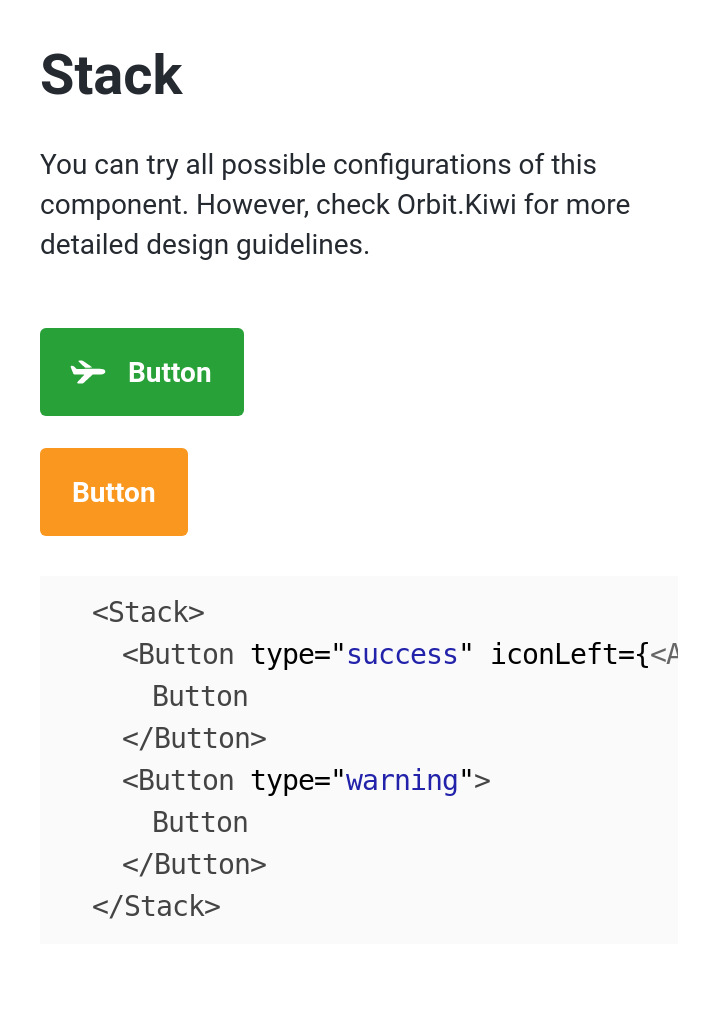 Stack
You can try all possible configurations of this
component. However, check Orbit.Kiwi for more
detailed design guidelines.
Button
Button
<Stack>
<Button type="success" iconLeft={<A
Button
</Button>
<Button type="warning">
Button
</Button>
</Stack>